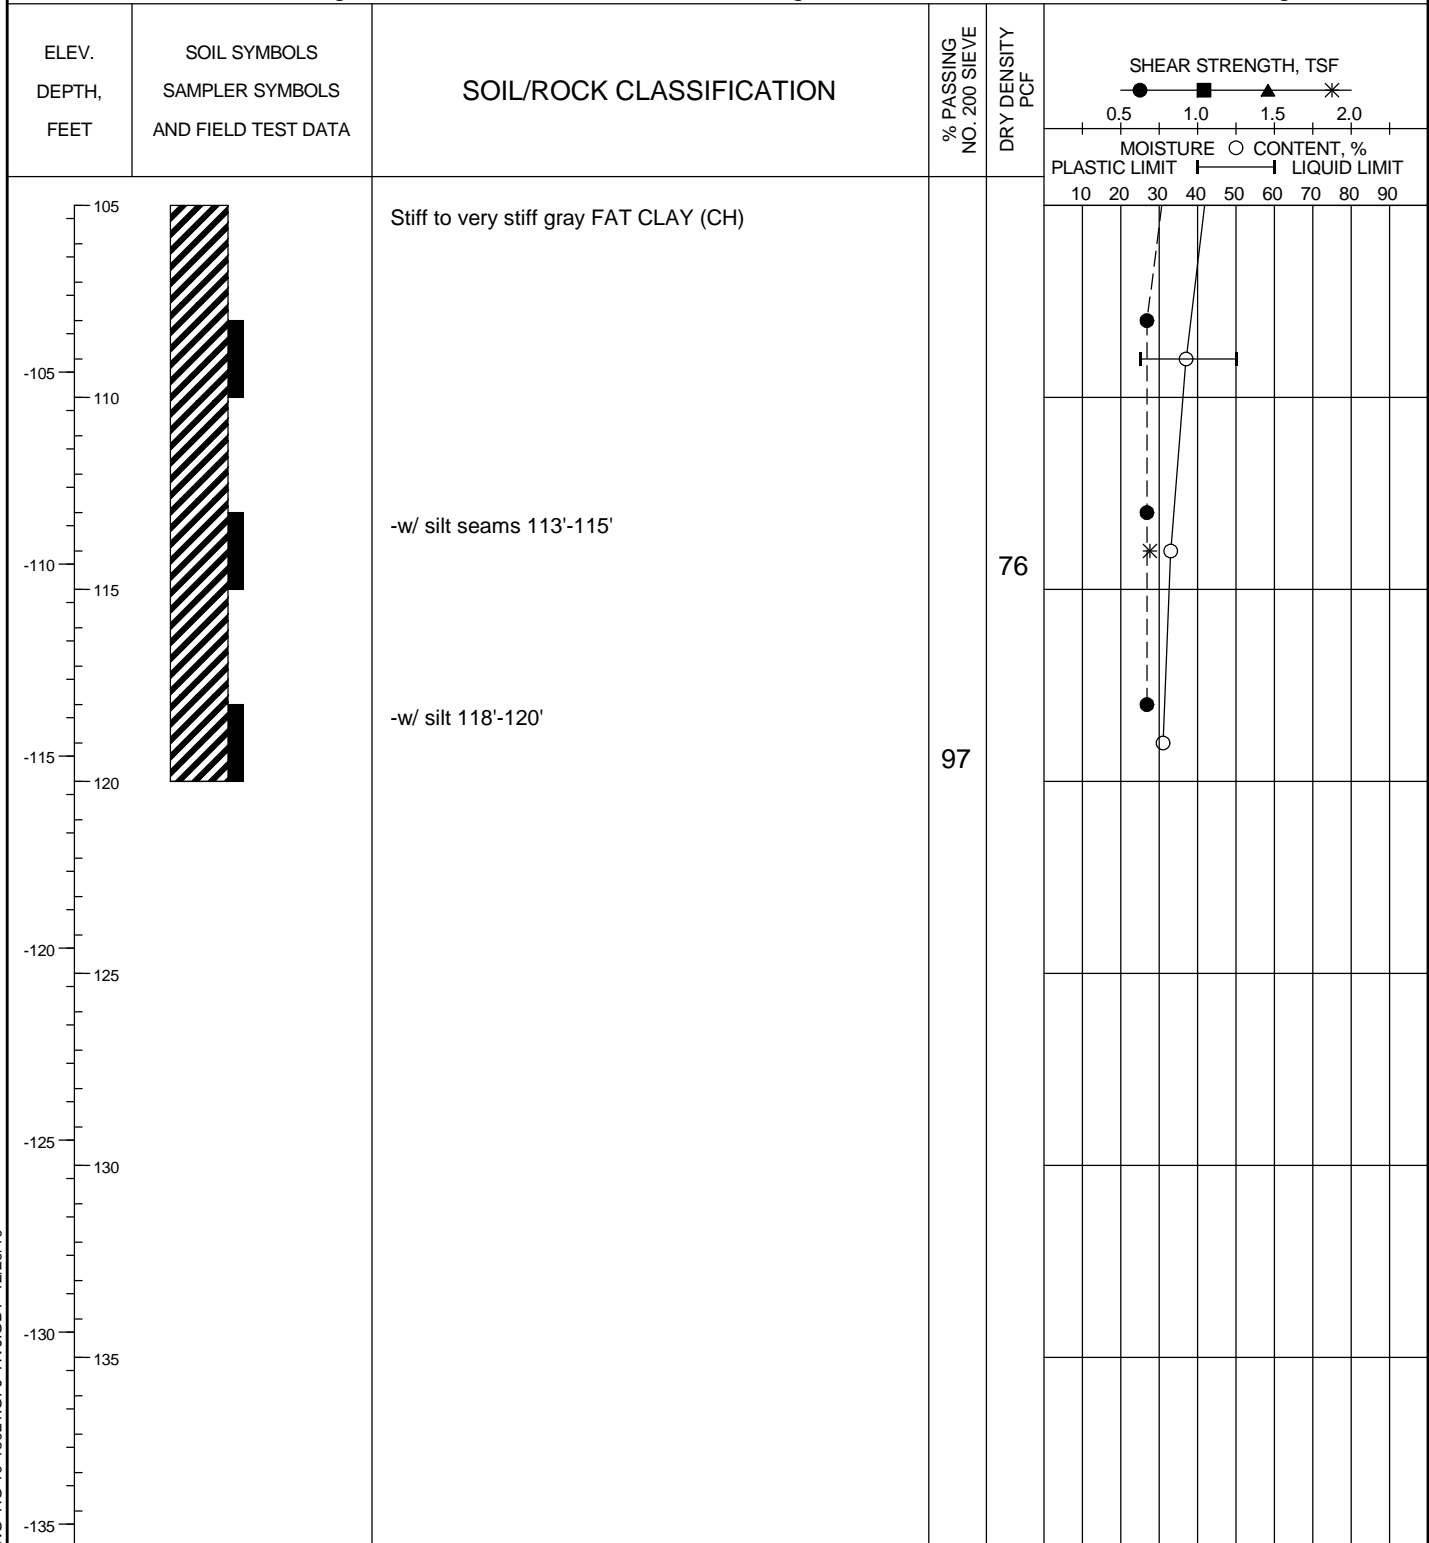 ELEV.
DEPTH,
FEET
SOIL SYMBOLS
SAMPLER SYMBOLS
AND FIELD TEST DATA
SOIL/ROCK CLASSIFICATION
% PASSING
NO. 200 SIEVE
DRY DENSITY
PCF
SHEAR STRENGTH, TSF
0.5 1.0 1.5 2.0
MOISTURE CONTENT, %
PLASTIC LIMIT LIQUID LIMIT
10 20 30 40 50 60 70 80 90
105
Stiff to very stiff gray FAT CLAY (CH)
-105
110
-w/ silt seams 113'-115'
-110
76
115
-w/ silt 118'-120'
-115
97
120
-120
125
-125
130
-130
135
-135